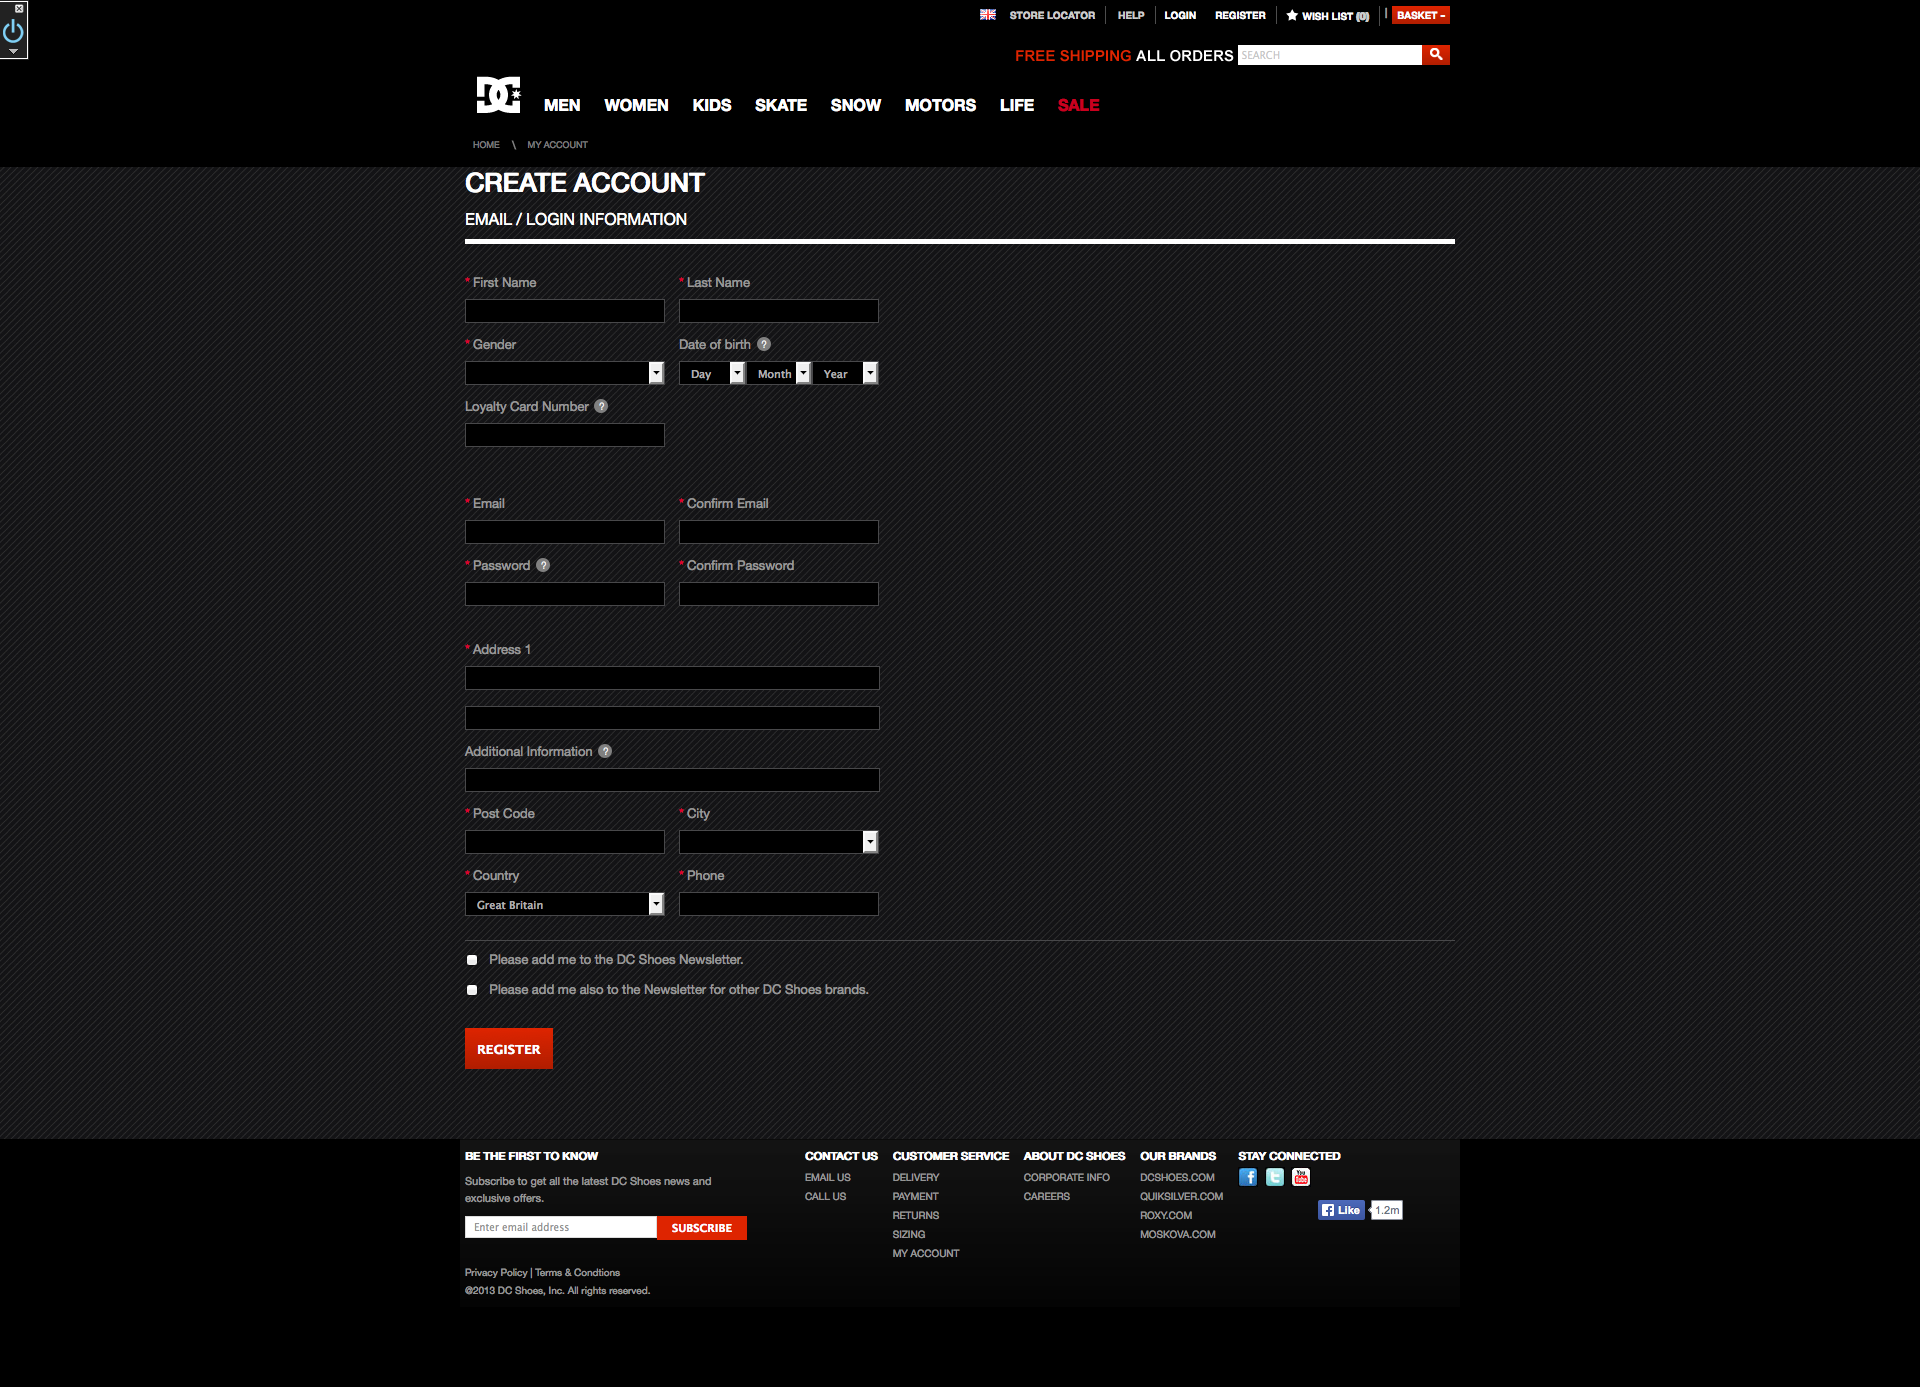 STORE LOCATOR HELP LOGIN REGISTER WISH LIST (0) BASKET -
FREE SHIPPING ALL ORDERS SEARCH
DC
MEN WOMEN KIDS SKATE SNOW MOTORS LIFE SALE
HOME \ MY ACCOUNT
CREATE ACCOUNT
EMAIL / LOGIN INFORMATION
* First Name * Last Name
* Gender Date of birth ?
Day Month Year
Loyalty Card Number ?
* Email * Confirm Email
* Password ? * Confirm Password
* Address 1
Additional Information ?
* Post Code * City
* Country * Phone
Great Britain
Please add me to the DC Shoes Newsletter.
Please add me also to the Newsletter for other DC Shoes brands.
REGISTER
BE THE FIRST TO KNOW CONTACT US CUSTOMER SERVICE ABOUT DC SHOES OUR BRANDS STAY CONNECTED
Subscribe to get all the latest DC Shoes news and
exclusive offers.
Enter email address SUBSCRIBE
EMAIL US
CALL US
DELIVERY
PAYMENT
RETURNS
SIZING
MY ACCOUNT
CORPORATE INFO
CAREERS
DCSHOES.COM
QUIKSILVER.COM
ROXY.COM
MOSKOVA.COM
f t You Tube
f Like 1.2m
Privacy Policy | Terms & Condtions
@2013 DC Shoes, Inc. All rights reserved.